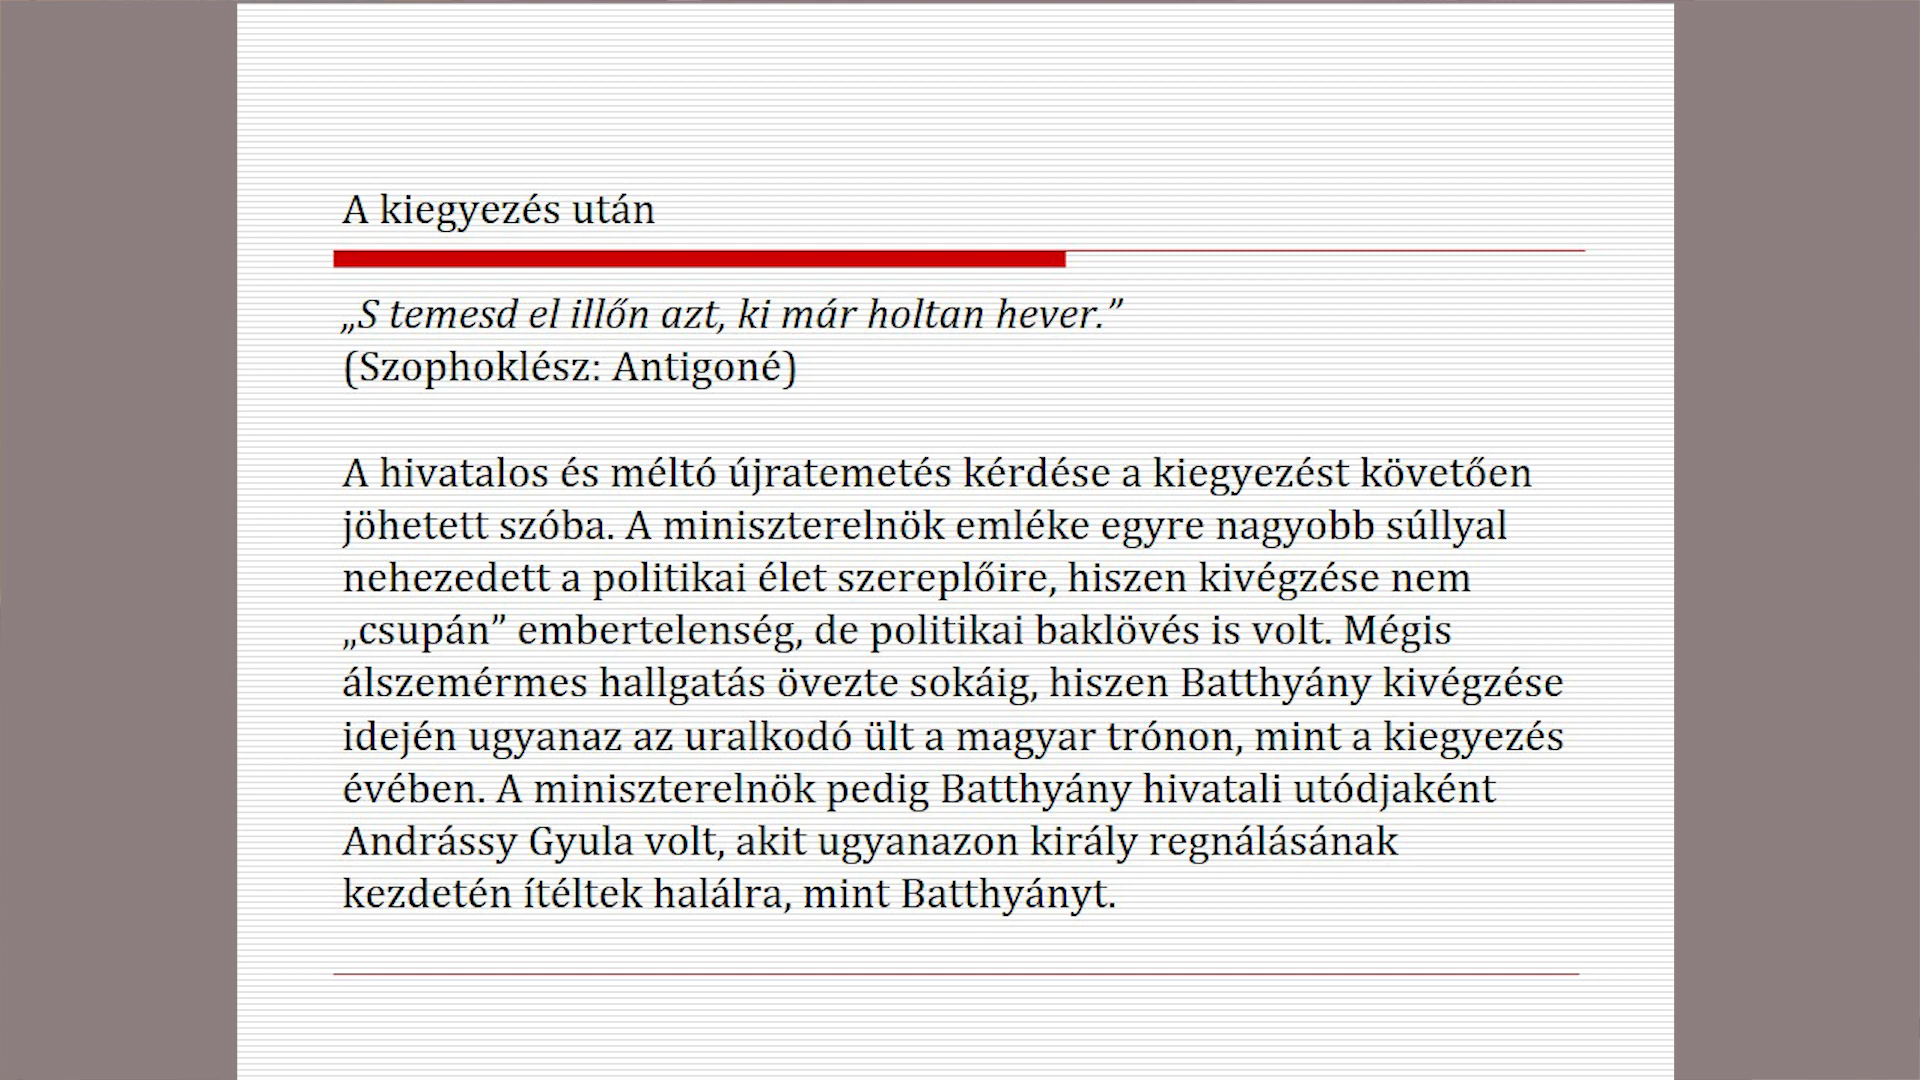 A kiegyezés után
„S temesd el illőn azt, ki már holtan hever.”
(Szophoklész: Antigoné)
A hivatalos és méltó újratemetés kérdése a kiegyezést követően
jöhetett szóba. A miniszterelnök emléke egyre nagyobb súllyal
nehezedett a politikai élet szereplőire, hiszen kivégzése nem
„csupán” embertelenség, de politikai baklövés is volt. Mégis
álszemérmes hallgatás övezte sokáig, hiszen Batthyány kivégzése
idején ugyanaz az uralkodó ült a magyar trónon, mint a kiegyezés
évében. A miniszterelnök pedig Batthyány hivatali utódjaként
Andrássy Gyula volt, akit ugyanazon király regnálásának
kezdetén ítéltek halálra, mint Batthyányt.